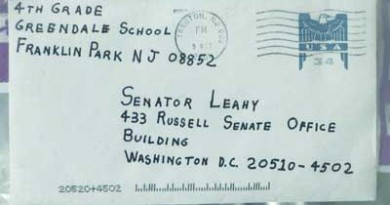 4TH GRADE
GREENDALE SCHOOL
FRANKLIN PARK NJ 08852
PM
USA
34
SENATOR LEAHY
433 RUSSELL SENATE OFFICE
BUILDING
WASHINGTON D.C. 20510-4502
20520+4502